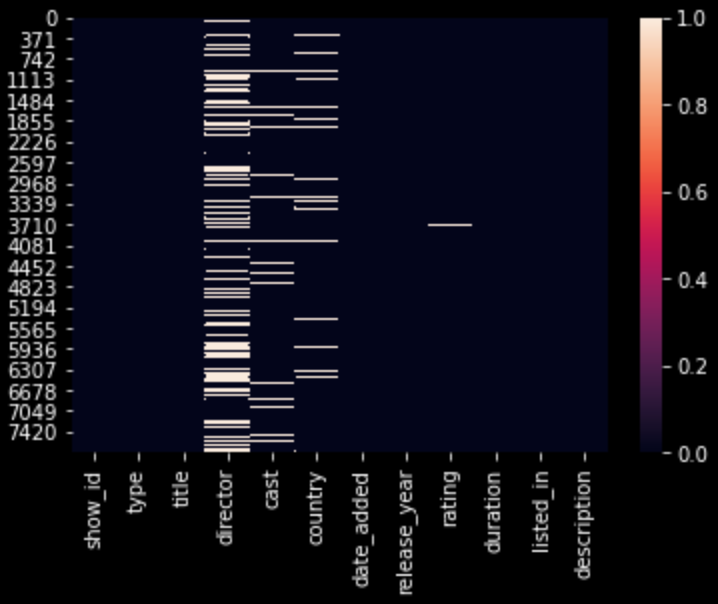 0
371
742
1113
1484
1855
2226
2597
2968
3339
3710
4081
4452
4823
5194
5565
5936
6307
6678
7049
7420
1.0
0.8
0.6
0.4
0.2
0.0
show_id
type
title
director
cast
country
date_added
release_year
rating
duration
listed_in
description